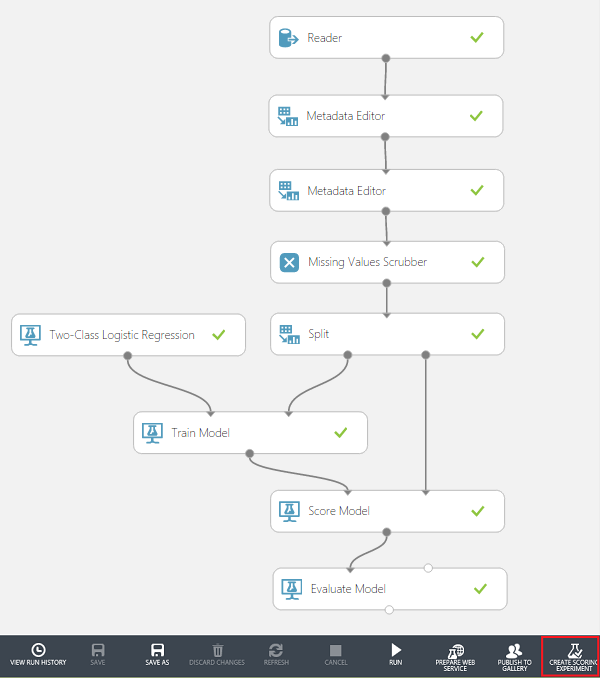 Reader
Metadata Editor
Metadata Editor
Missing Values Scrubber
Two-Class Logistic Regression
Split
Train Model
Score Model
Evaluate Model
VIEW RUN HISTORY
SAVE
SAVE AS
DISCARD CHANGES
REFRESH
CANCEL
RUN
PREPARE WEB
SERVICE
PUBLISH TO
GALLERY
CREATE SCORING
EXPERIMENT